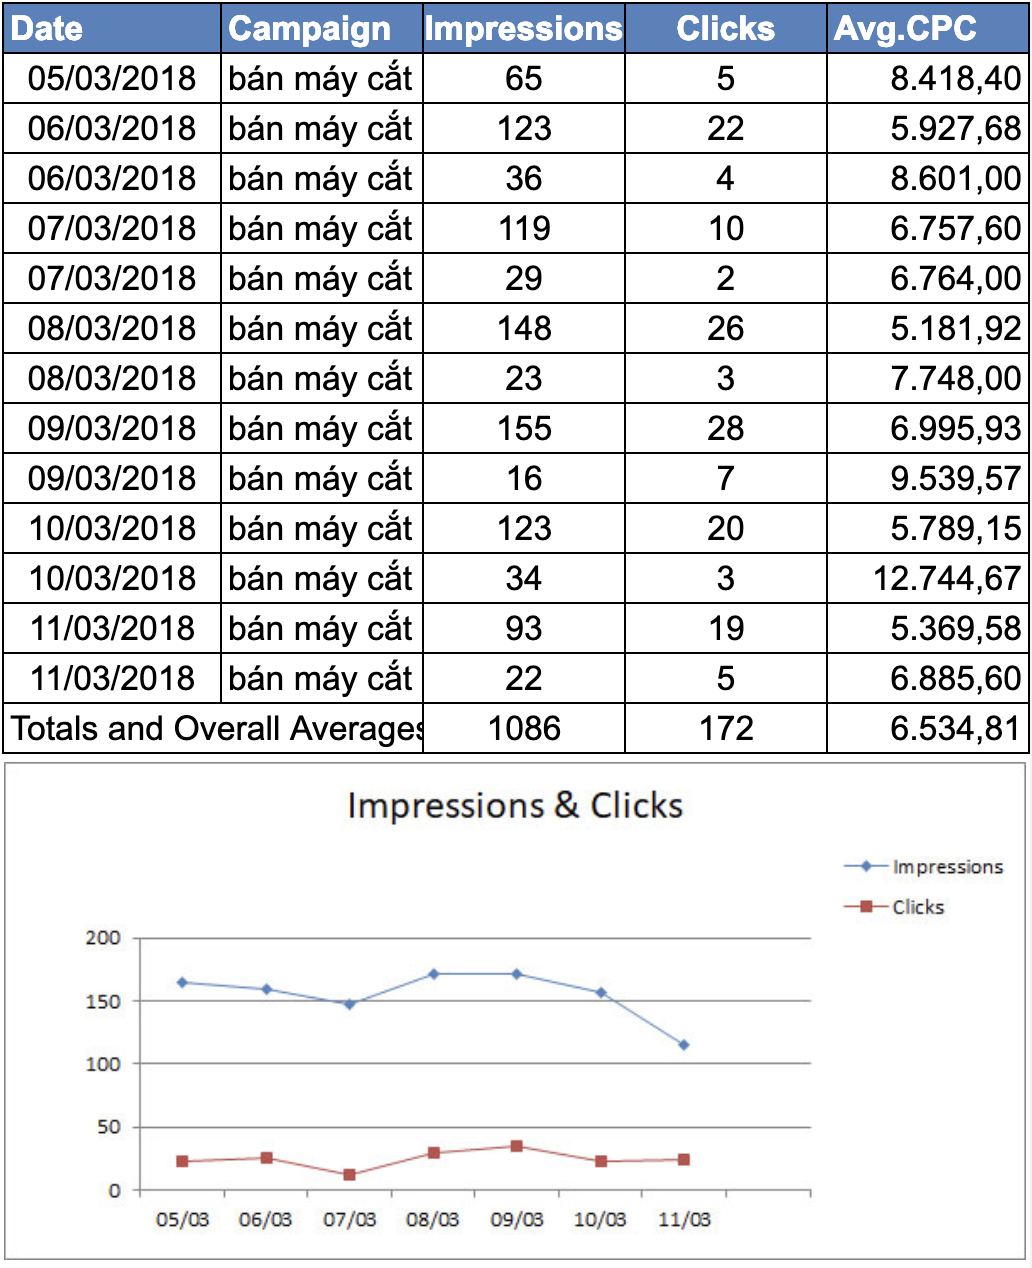 Date Campaign Impressions Clicks Avg.CPC
05/03/2018 bán máy cắt 65 5 8.418,40
06/03/2018 bán máy cắt 123 22 5.927,68
06/03/2018 bán máy cắt 36 4 8.601,00
07/03/2018 bán máy cắt 119 10 6.757,60
07/03/2018 bán máy cắt 29 2 6.764,00
08/03/2018 bán máy cắt 148 26 5.181,92
08/03/2018 bán máy cắt 23 3 7.748,00
09/03/2018 bán máy cắt 155 28 6.995,93
09/03/2018 bán máy cắt 16 7 9.539,57
10/03/2018 bán máy cắt 123 20 5.789,15
10/03/2018 bán máy cắt 34 3 12.744,67
11/03/2018 bán máy cắt 93 19 5.369,58
11/03/2018 bán máy cắt 22 5 6.885,60
Totals and Overall Averages 1086 172 6.534,81
Impressions & Clicks
Impressions
Clicks
200
150
100
50
0
05/03 06/03 07/03 08/03 09/03 10/03 11/03